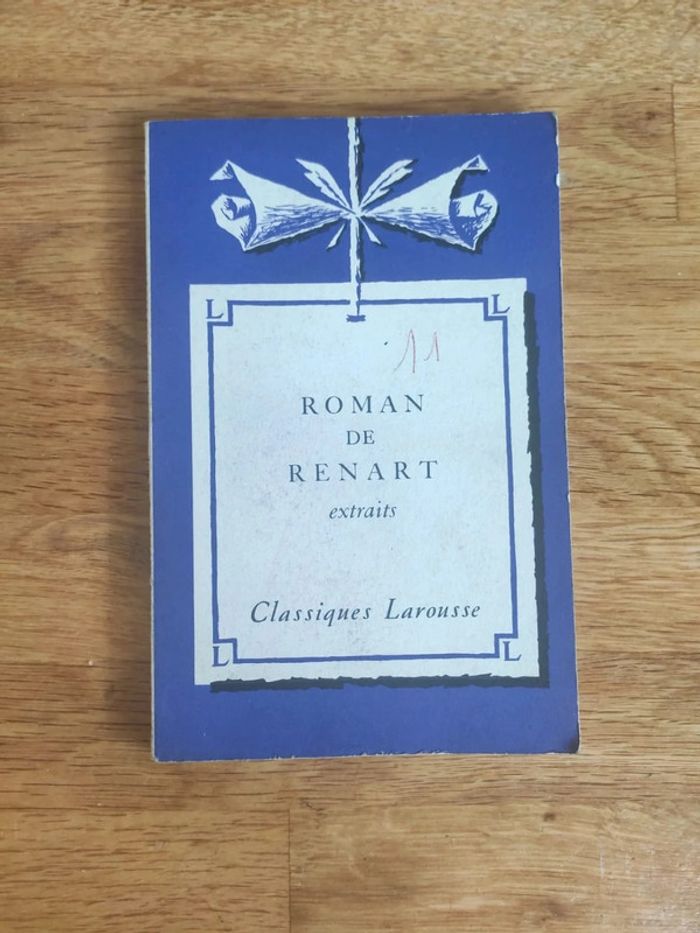 L L
11
ROMAN
DE
RENART
extraits
Classiques Larousse
L L